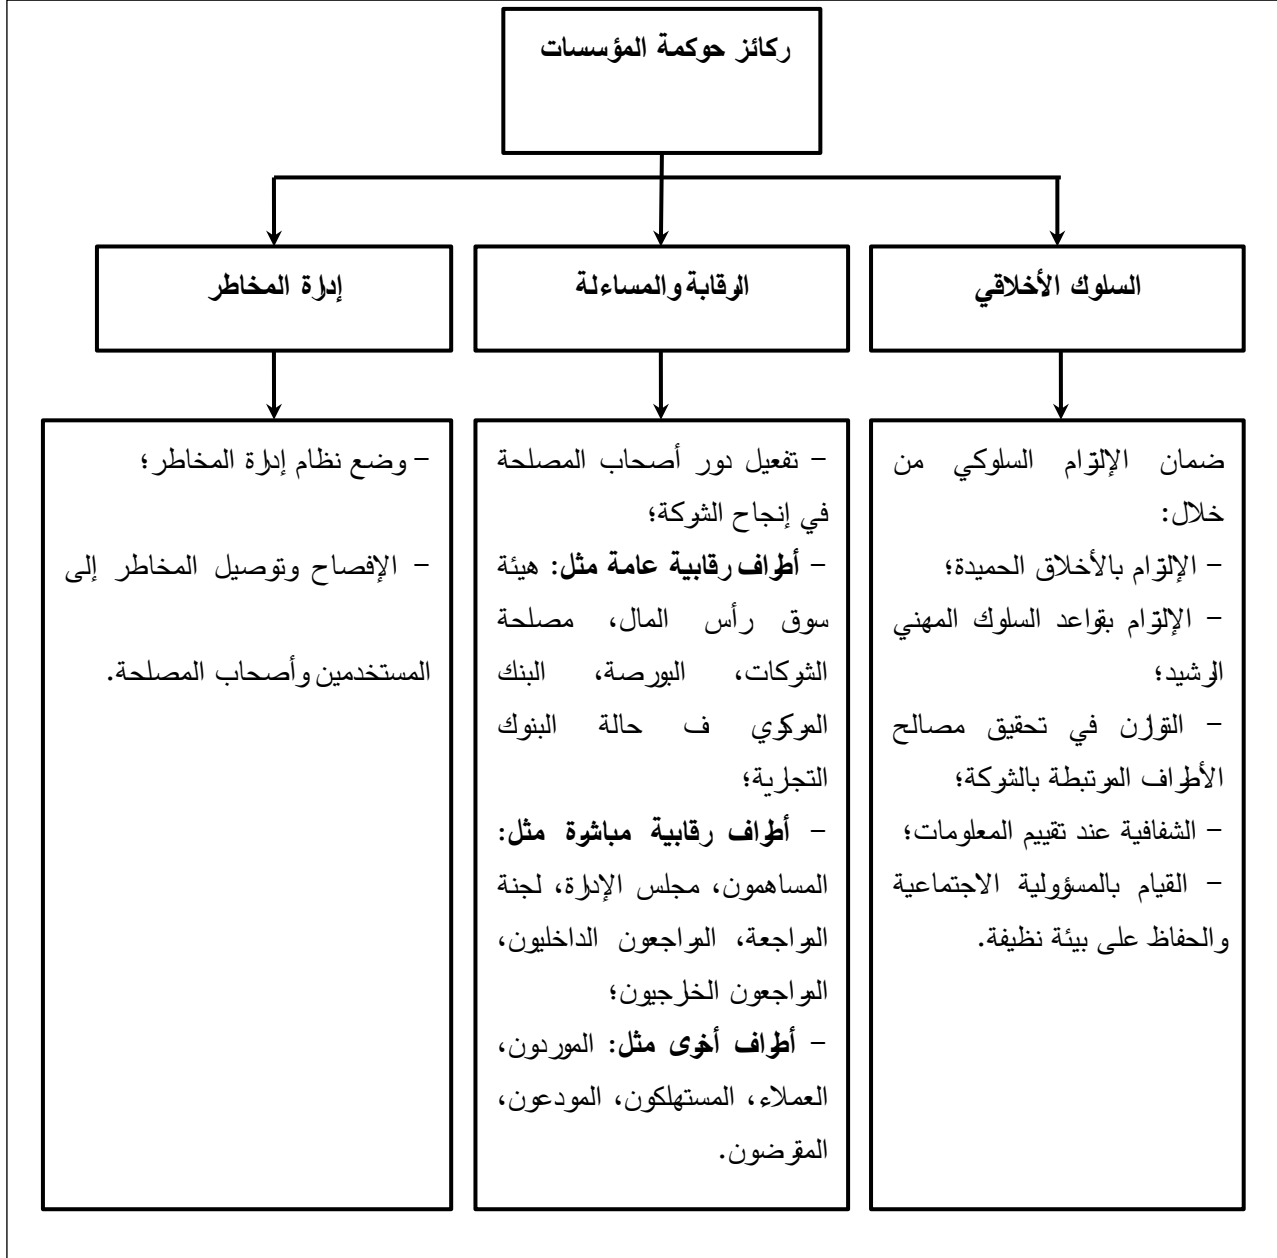 ركائز حوكمة المؤسسات
السلوك الأخلاقي
الرقابة والمساءلة
إدارة المخاطر
ضمان الإلتزام السلوكي من
خلال:
- الإلتزام بالأخلاق الحميدة؛
- الإلتزام بقواعد السلوك المهني
الرشيد؛
- التوازن في تحقيق مصالح
الأطراف المرتبطة بالشركة؛
- الشفافية عند تقييم المعلومات؛
- القيام بالمسؤولية الاجتماعية
والحفاظ على بيئة نظيفة.
- تفعيل دور أصحاب المصلحة
في إنجاح الشركة؛
- أطراف رقابية عامة مثل: هيئة
سوق رأس المال، مصلحة
الشركات، البورصة، البنك
المركزي ف حالة البنوك
التجارية؛
- أطراف رقابية مباشرة مثل:
المساهمون، مجلس الإدارة، لجنة
المراجعة، المراجعون الداخليون،
المراجعون الخارجيون؛
- أطراف أخرى مثل: الموردون،
العملاء، المستهلكون، المودعون،
المقرضون.
- وضع نظام إدارة المخاطر؛
- الإفصاح وتوصيل المخاطر إلى
المستخدمين وأصحاب المصلحة.